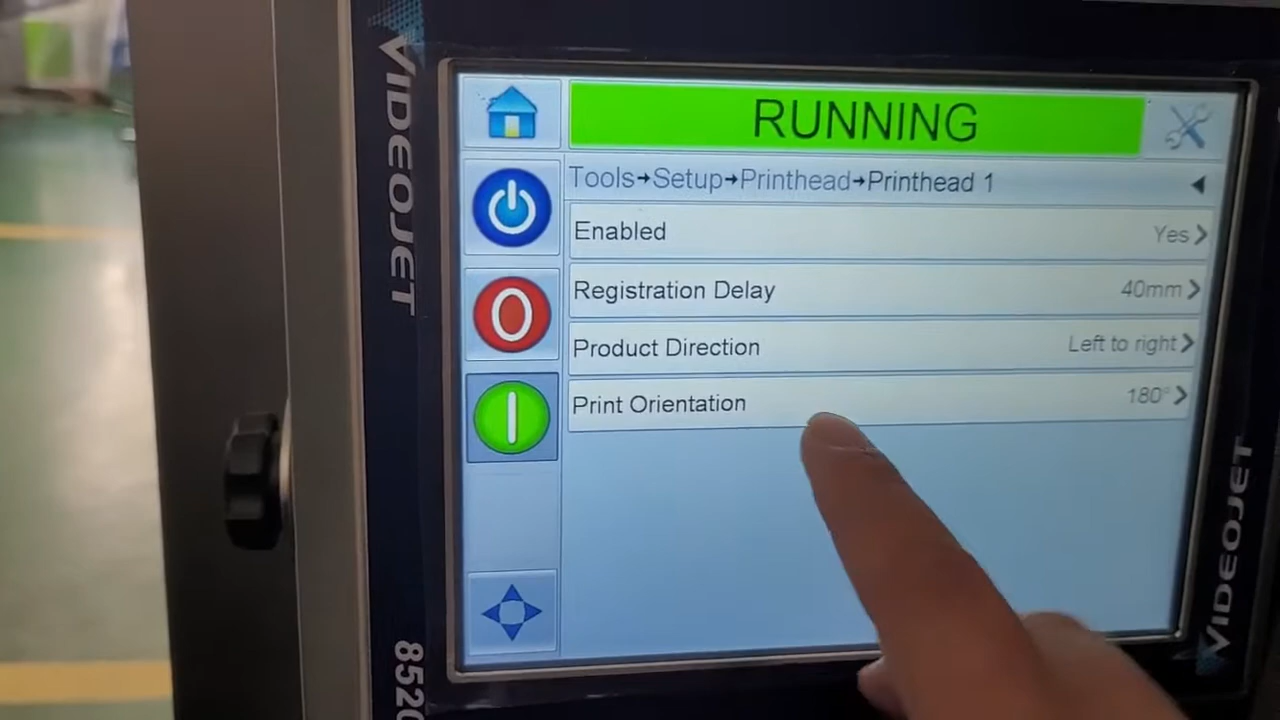 VIDEOJET
RUNNING
Tools→Setup→Printhead→Printhead 1
Enabled Yes
Registration Delay 40mm
Product Direction Left to right
Print Orientation 180°
8520
VIDEOJET